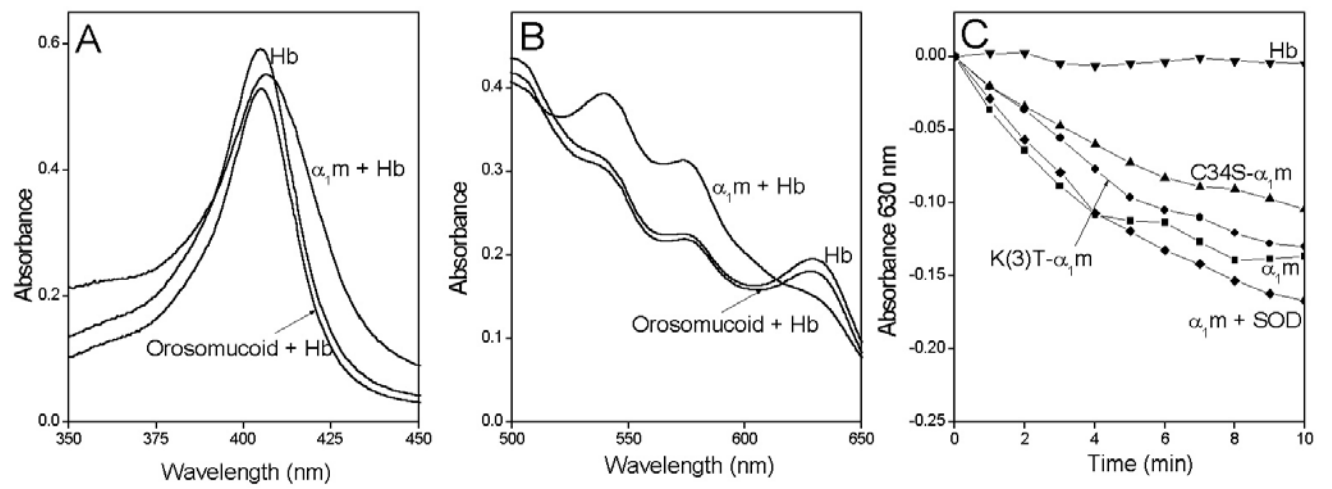 A
0.6
0.4
0.2
0.0
Absorbance
Hb
α₁m + Hb
Orosomucoid + Hb
350
375
400
425
450
Wavelength (nm)
B
0.4
0.3
0.2
0.1
0.0
Absorbance
α₁m + Hb
Hb
Orosomucoid + Hb
500
550
600
650
Wavelength (nm)
C
0.00
-0.05
-0.10
-0.15
-0.20
-0.25
Absorbance 630 nm
Hb
C34S-α₁m
K(3)T-α₁m
α₁m
α₁m + SOD
0
2
4
6
8
10
Time (min)